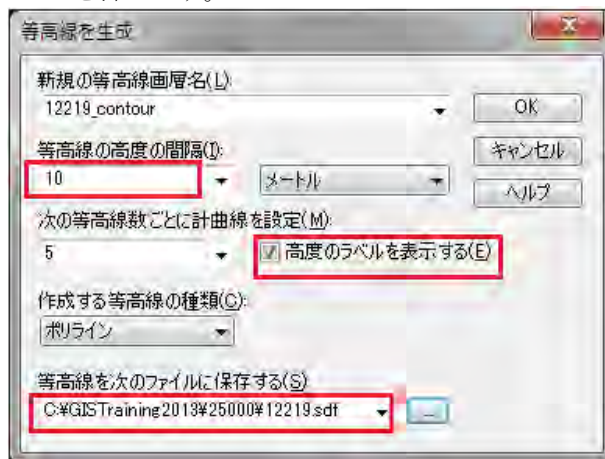 等高線を生成
新規の等高線画層名(L):
12219_contour
OK
等高線の高度の間隔(I):
キャンセル
10
メートル
ヘルプ
次の等高線数ごとに計曲線を設定(M):
5
高度のラベルを表示する(E)
作成する等高線の種類(C):
ポリライン
等高線を次のファイルに保存する(S)
C:¥GISTraining2013¥25000¥12219.sdf
...